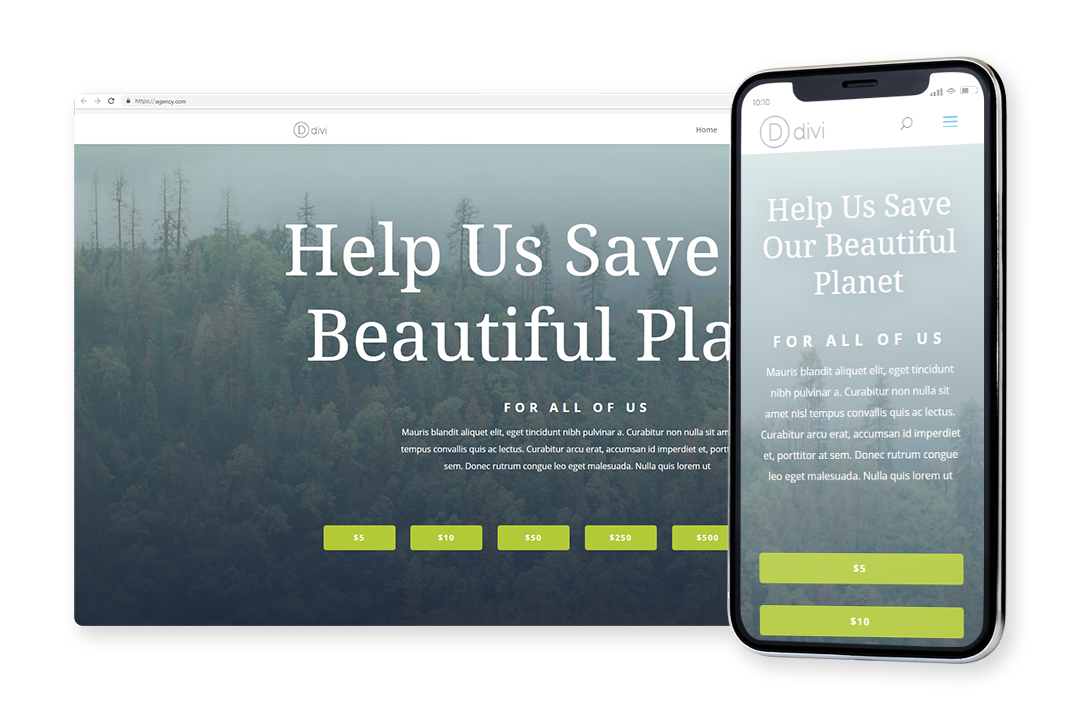 https://agency.com
D divi
Home
Help Us Save
Beautiful Pla
FOR ALL OF US
Mauris blandit aliquet elit, eget tincidunt nibh pulvinar a. Curabitur non nulla sit am
tempus convallis quis ac lectus. Curabitur arcu erat, accumsan id imperdiet et, portt
sem. Donec rutrum congue leo eget malesuada. Nulla quis lorem ut
$5 $10 $50 $250 $500
10:10
D divi
Help Us Save
Our Beautiful
Planet
FOR ALL OF US
Mauris blandit aliquet elit, eget tincidunt
nibh pulvinar a. Curabitur non nulla sit
amet nisl tempus convallis quis ac lectus.
Curabitur arcu erat, accumsan id imperdiet
et, porttitor at sem. Donec rutrum congue
leo eget malesuada. Nulla quis lorem ut
$5
$10